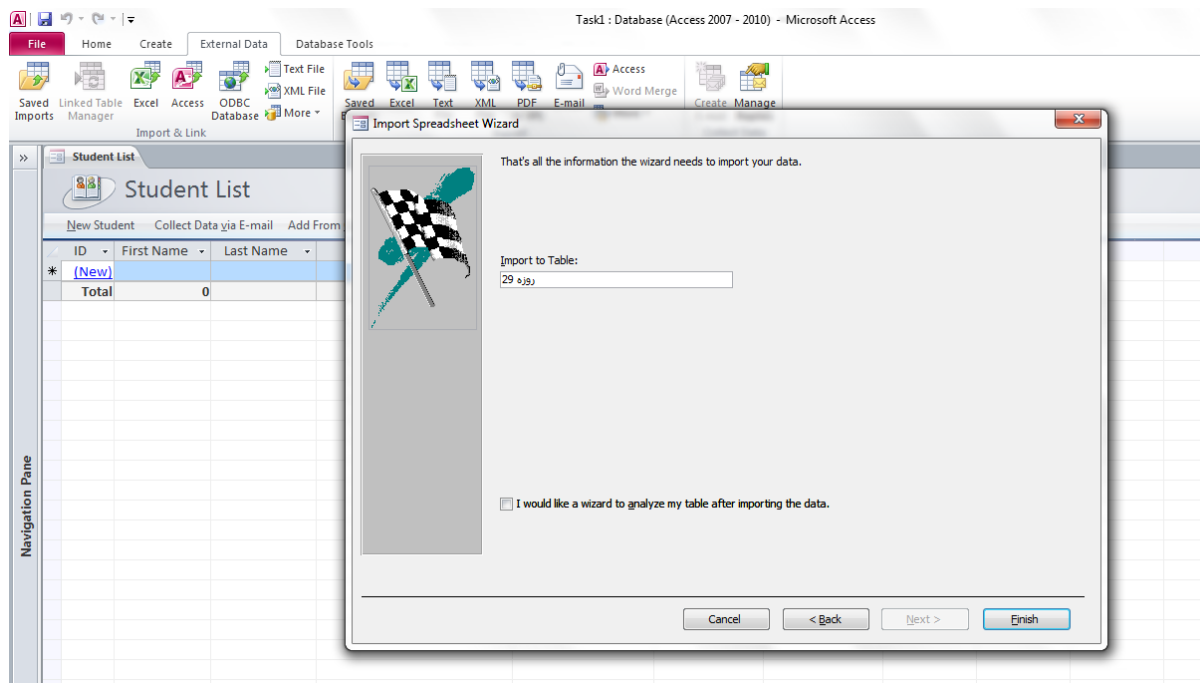 Task1 : Database (Access 2007 - 2010) - Microsoft Access
File Home Create External Data Database Tools
Saved Imports
Linked Table Manager
Excel
Access
ODBC Database
Text File
XML File
More
Import & Link
Saved
Excel
Text
XML
PDF
E-mail
Access
Word Merge
Create
Manage
Student List
Student List
New Student Collect Data via E-mail Add From
ID First Name Last Name
* (New)
Total 0
Navigation Pane
Import Spreadsheet Wizard
That's all the information the wizard needs to import your data.
Import to Table:
روزه 29
I would like a wizard to analyze my table after importing the data.
Cancel < Back Next > Finish